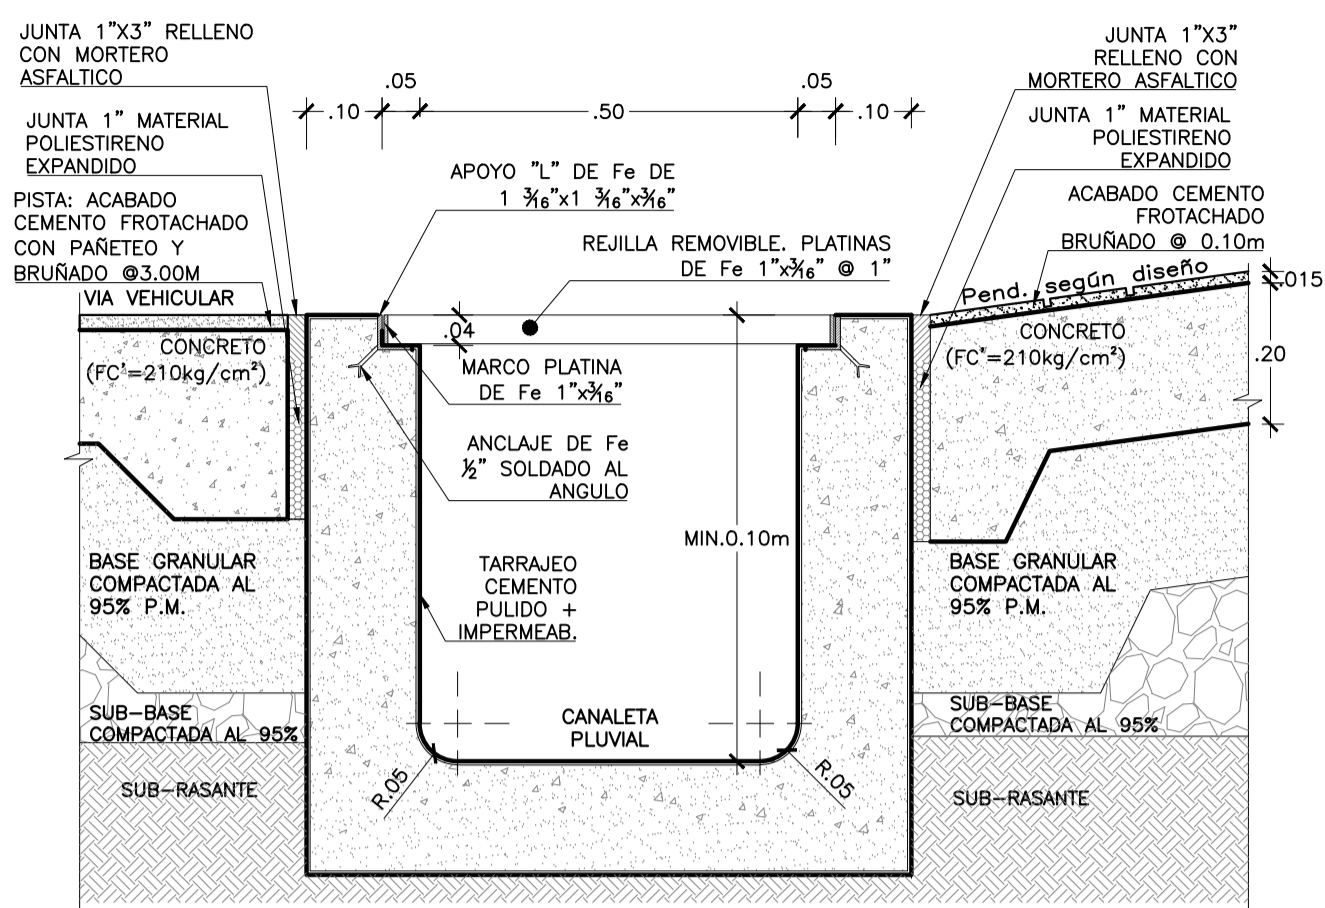 JUNTA 1"X3" RELLENO
CON MORTERO
ASFALTICO
JUNTA 1" MATERIAL
POLIESTIRENO
EXPANDIDO
PISTA: ACABADO
CEMENTO FROTACHADO
CON PAÑETEO Y
BRUÑADO @3.00M
VIA VEHICULAR
CONCRETO
(FC'=210kg/cm²)
BASE GRANULAR
COMPACTADA AL
95% P.M.
SUB-BASE
COMPACTADA AL 95%
SUB-RASANTE
.10
.05
.50
.05
.10
APOYO "L" DE Fe DE
1 3/16"x1 3/16"x3/16"
REJILLA REMOVIBLE. PLATINAS
DE Fe 1"x3/16" @ 1"
.04
MARCO PLATINA
DE Fe 1"x3/16"
ANCLAJE DE Fe
1/2" SOLDADO AL
ANGULO
MIN.0.10m
TARRAJEO
CEMENTO
PULIDO +
IMPERMEAB.
CANALETA
PLUVIAL
R.05
R.05
JUNTA 1"X3"
RELLENO CON
MORTERO ASFALTICO
JUNTA 1" MATERIAL
POLIESTIRENO
EXPANDIDO
ACABADO CEMENTO
FROTACHADO
BRUÑADO @ 0.10m
Pend. según diseño
.015
CONCRETO
(FC'=210kg/cm²)
.20
BASE GRANULAR
COMPACTADA AL
95% P.M.
SUB-BASE
COMPACTADA AL 95%
SUB-RASANTE